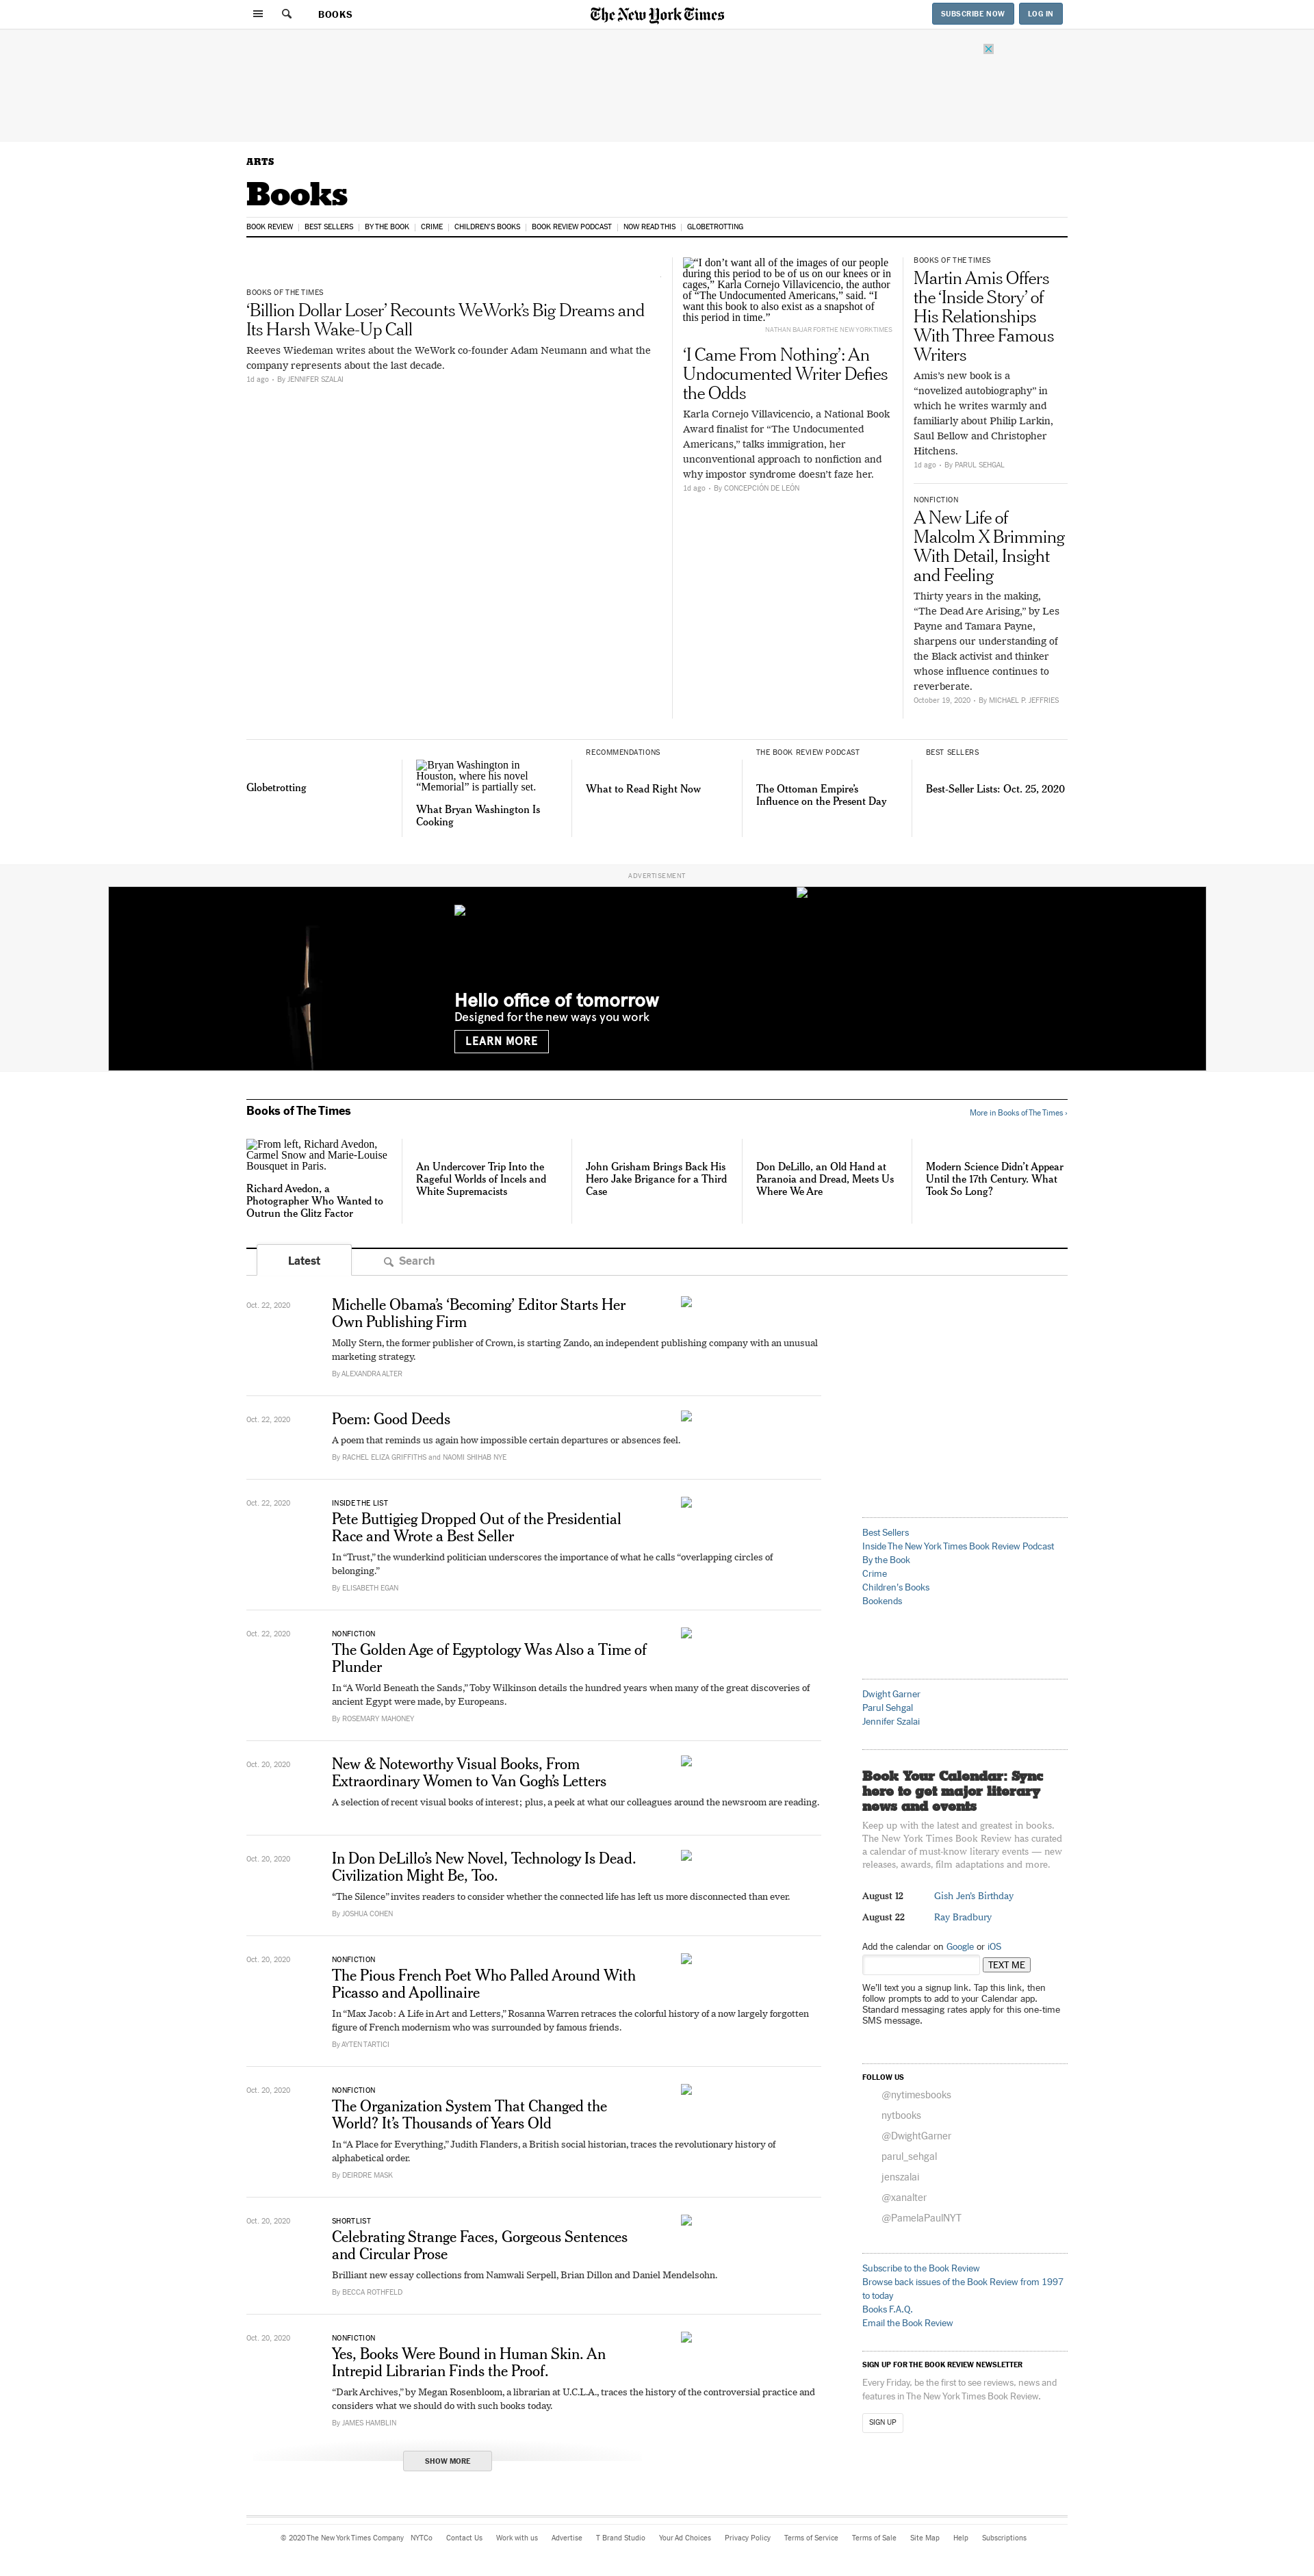 BOOKS
The New York Times
SUBSCRIBE NOW
LOG IN
ARTS
Books
BOOK REVIEW | BEST SELLERS | BY THE BOOK | CRIME | CHILDREN'S BOOKS | BOOK REVIEW PODCAST | NOW READ THIS | GLOBETROTTING
BOOKS OF THE TIMES
‘Billion Dollar Loser’ Recounts WeWork’s Big Dreams and
Its Harsh Wake-Up Call
Reeves Wiedeman writes about the WeWork co-founder Adam Neumann and what the
company represents about the last decade.
1d ago • By JENNIFER SZALAI
“I don’t want all of the images of our people
during this period to be of us on our knees or in
cages,” Karla Cornejo Villavicencio, the author
of “The Undocumented Americans,” said. “I
want this book to also exist as a snapshot of
this period in time.”
NATHAN BAJAR FOR THE NEW YORK TIMES
‘I Came From Nothing’: An
Undocumented Writer Defies
the Odds
Karla Cornejo Villavicencio, a National Book
Award finalist for “The Undocumented
Americans,” talks immigration, her
unconventional approach to nonfiction and
why impostor syndrome doesn’t faze her.
1d ago • By CONCEPCIÓN DE LEÓN
BOOKS OF THE TIMES
Martin Amis Offers
the ‘Inside Story’ of
His Relationships
With Three Famous
Writers
Amis’s new book is a
“novelized autobiography” in
which he writes warmly and
familiarly about Philip Larkin,
Saul Bellow and Christopher
Hitchens.
1d ago • By PARUL SEHGAL
NONFICTION
A New Life of
Malcolm X Brimming
With Detail, Insight
and Feeling
Thirty years in the making,
“The Dead Are Arising,” by Les
Payne and Tamara Payne,
sharpens our understanding of
the Black activist and thinker
whose influence continues to
reverberate.
October 19, 2020 • By MICHAEL P. JEFFRIES
Globetrotting
Bryan Washington in
Houston, where his novel
“Memorial” is partially set.
What Bryan Washington Is
Cooking
RECOMMENDATIONS
What to Read Right Now
THE BOOK REVIEW PODCAST
The Ottoman Empire’s
Influence on the Present Day
BEST SELLERS
Best-Seller Lists: Oct. 25, 2020
ADVERTISEMENT
Hello office of tomorrow
Designed for the new ways you work
LEARN MORE
Books of The Times
More in Books of The Times ›
From left, Richard Avedon,
Carmel Snow and Marie-Louise
Bousquet in Paris.
Richard Avedon, a
Photographer Who Wanted to
Outrun the Glitz Factor
An Undercover Trip Into the
Rageful Worlds of Incels and
White Supremacists
John Grisham Brings Back His
Hero Jake Brigance for a Third
Case
Don DeLillo, an Old Hand at
Paranoia and Dread, Meets Us
Where We Are
Modern Science Didn’t Appear
Until the 17th Century. What
Took So Long?
Latest
Search
Oct. 22, 2020
Michelle Obama’s ‘Becoming’ Editor Starts Her
Own Publishing Firm
Molly Stern, the former publisher of Crown, is starting Zando, an independent publishing company with an unusual
marketing strategy.
By ALEXANDRA ALTER
Oct. 22, 2020
Poem: Good Deeds
A poem that reminds us again how impossible certain departures or absences feel.
By RACHEL ELIZA GRIFFITHS and NAOMI SHIHAB NYE
Oct. 22, 2020
INSIDE THE LIST
Pete Buttigieg Dropped Out of the Presidential
Race and Wrote a Best Seller
In “Trust,” the wunderkind politician underscores the importance of what he calls “overlapping circles of
belonging.”
By ELISABETH EGAN
Oct. 22, 2020
NONFICTION
The Golden Age of Egyptology Was Also a Time of
Plunder
In “A World Beneath the Sands,” Toby Wilkinson details the hundred years when many of the great discoveries of
ancient Egypt were made, by Europeans.
By ROSEMARY MAHONEY
Oct. 20, 2020
New & Noteworthy Visual Books, From
Extraordinary Women to Van Gogh’s Letters
A selection of recent visual books of interest; plus, a peek at what our colleagues around the newsroom are reading.
Oct. 20, 2020
In Don DeLillo’s New Novel, Technology Is Dead.
Civilization Might Be, Too.
“The Silence” invites readers to consider whether the connected life has left us more disconnected than ever.
By JOSHUA COHEN
Oct. 20, 2020
NONFICTION
The Pious French Poet Who Palled Around With
Picasso and Apollinaire
In “Max Jacob: A Life in Art and Letters,” Rosanna Warren retraces the colorful history of a now largely forgotten
figure of French modernism who was surrounded by famous friends.
By AYTEN TARTICI
Oct. 20, 2020
NONFICTION
The Organization System That Changed the
World? It’s Thousands of Years Old
In “A Place for Everything,” Judith Flanders, a British social historian, traces the revolutionary history of
alphabetical order.
By DEIRDRE MASK
Oct. 20, 2020
SHORTLIST
Celebrating Strange Faces, Gorgeous Sentences
and Circular Prose
Brilliant new essay collections from Namwali Serpell, Brian Dillon and Daniel Mendelsohn.
By BECCA ROTHFELD
Oct. 20, 2020
NONFICTION
Yes, Books Were Bound in Human Skin. An
Intrepid Librarian Finds the Proof.
“Dark Archives,” by Megan Rosenbloom, a librarian at U.C.L.A., traces the history of the controversial practice and
considers what we should do with such books today.
By JAMES HAMBLIN
SHOW MORE
Best Sellers
Inside The New York Times Book Review Podcast
By the Book
Crime
Children's Books
Bookends
Dwight Garner
Parul Sehgal
Jennifer Szalai
Book Your Calendar: Sync
here to get major literary
news and events
Keep up with the latest and greatest in books.
The New York Times Book Review has curated
a calendar of must-know literary events — new
releases, awards, film adaptations and more.
August 12 Gish Jen's Birthday
August 22 Ray Bradbury
Add the calendar on Google or iOS
TEXT ME
We'll text you a signup link. Tap this link, then
follow prompts to add to your Calendar app.
Standard messaging rates apply for this one-time
SMS message.
FOLLOW US
@nytimesbooks
nytbooks
@DwightGarner
parul_sehgal
jenszalai
@xanalter
@PamelaPaulNYT
Subscribe to the Book Review
Browse back issues of the Book Review from 1997
to today
Books F.A.Q.
Email the Book Review
SIGN UP FOR THE BOOK REVIEW NEWSLETTER
Every Friday, be the first to see reviews, news and
features in The New York Times Book Review.
SIGN UP
© 2020 The New York Times Company NYTCo Contact Us Work with us Advertise T Brand Studio Your Ad Choices Privacy Policy Terms of Service Terms of Sale Site Map Help Subscriptions